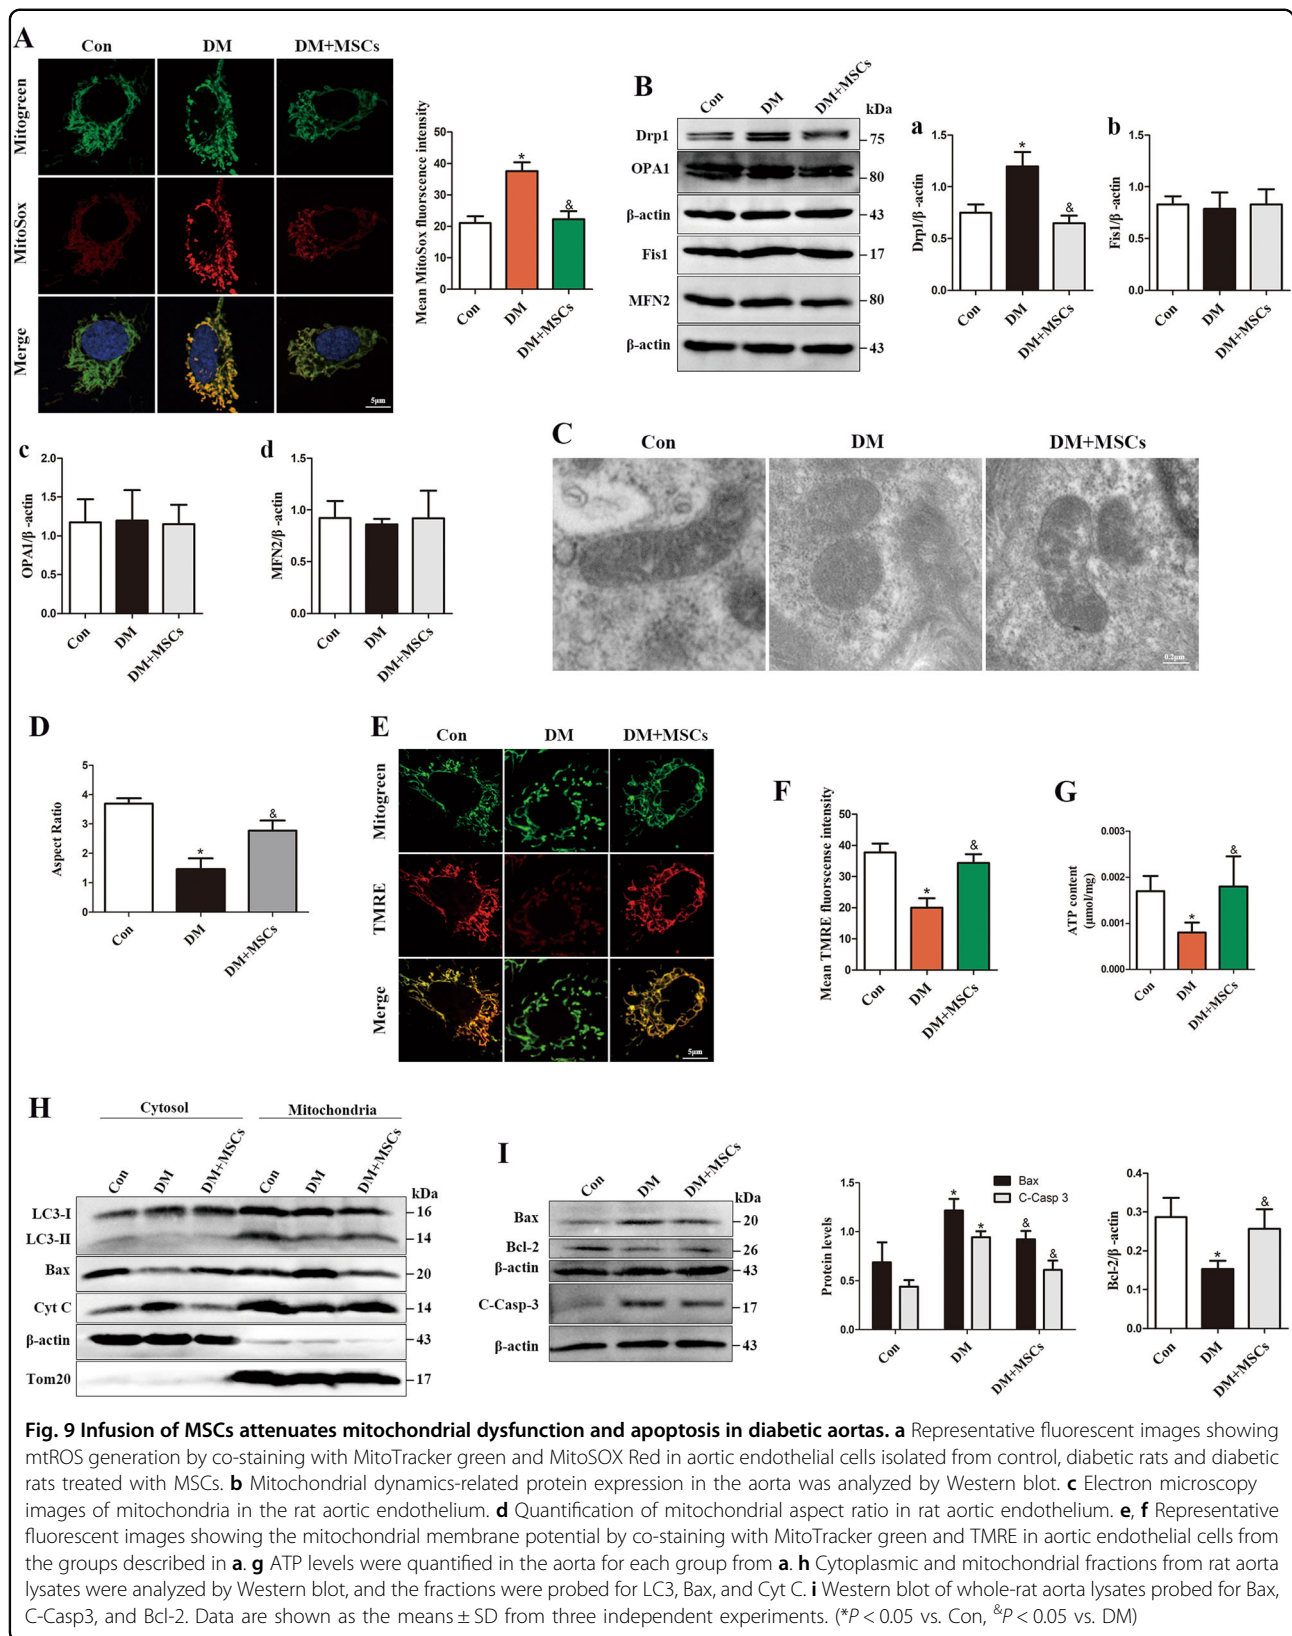 A
Con DM DM+MSCs
Mitogreen
MitoSox
Merge
5μm
Mean MitoSox fluorescence intensity
50
40
30
20
10
0
*
&
Con
DM
DM+MSCs
B
Con DM DM+MSCs
kDa
Drp1 75
OPA1 80
β-actin 43
Fis1 17
MFN2 80
β-actin 43
a
Drp1/β -actin
1.5
1.0
0.5
0.0
*
&
Con
DM
DM+MSCs
b
Fis1/β -actin
1.5
1.0
0.5
0.0
Con
DM
DM+MSCs
c
OPA1/β -actin
2.0
1.5
1.0
0.5
0.0
Con
DM
DM+MSCs
d
MFN2/β -actin
1.5
1.0
0.5
0.0
Con
DM
DM+MSCs
C
Con DM DM+MSCs
0.2μm
D
Aspect Ratio
5
4
3
2
1
0
*
&
Con
DM
DM+MSCs
E
Con DM DM+MSCs
Mitogreen
TMRE
Merge
5μm
F
Mean TMRE fluorescense intensity
50
40
30
20
10
0
*
&
Con
DM
DM+MSCs
G
ATP content
(μmol/mg)
0.003
0.002
0.001
0.000
*
&
Con
DM
DM+MSCs
H
Cytosol Mitochondria
Con DM DM+MSCs Con DM DM+MSCs
kDa
LC3-I 16
LC3-II 14
Bax 20
Cyt C 14
β-actin 43
Tom20 17
I
Con DM DM+MSCs
kDa
Bax 20
Bcl-2 26
β-actin 43
C-Casp-3 17
β-actin 43
Protein levels
1.5
1.0
0.5
0.0
Bax
C-Casp 3
*
*
&
&
Con
DM
DM+MSCs
Bcl-2/β -actin
0.4
0.3
0.2
0.1
0.0
*
&
Con
DM
DM+MSCs
Fig. 9 Infusion of MSCs attenuates mitochondrial dysfunction and apoptosis in diabetic aortas. a Representative fluorescent images showing
mtROS generation by co-staining with MitoTracker green and MitoSOX Red in aortic endothelial cells isolated from control, diabetic rats and diabetic
rats treated with MSCs. b Mitochondrial dynamics-related protein expression in the aorta was analyzed by Western blot. c Electron microscopy
images of mitochondria in the rat aortic endothelium. d Quantification of mitochondrial aspect ratio in rat aortic endothelium. e, f Representative
fluorescent images showing the mitochondrial membrane potential by co-staining with MitoTracker green and TMRE in aortic endothelial cells from
the groups described in a. g ATP levels were quantified in the aorta for each group from a. h Cytoplasmic and mitochondrial fractions from rat aorta
lysates were analyzed by Western blot, and the fractions were probed for LC3, Bax, and Cyt C. i Western blot of whole-rat aorta lysates probed for Bax,
C-Casp3, and Bcl-2. Data are shown as the means ± SD from three independent experiments. (*P < 0.05 vs. Con, &P < 0.05 vs. DM)